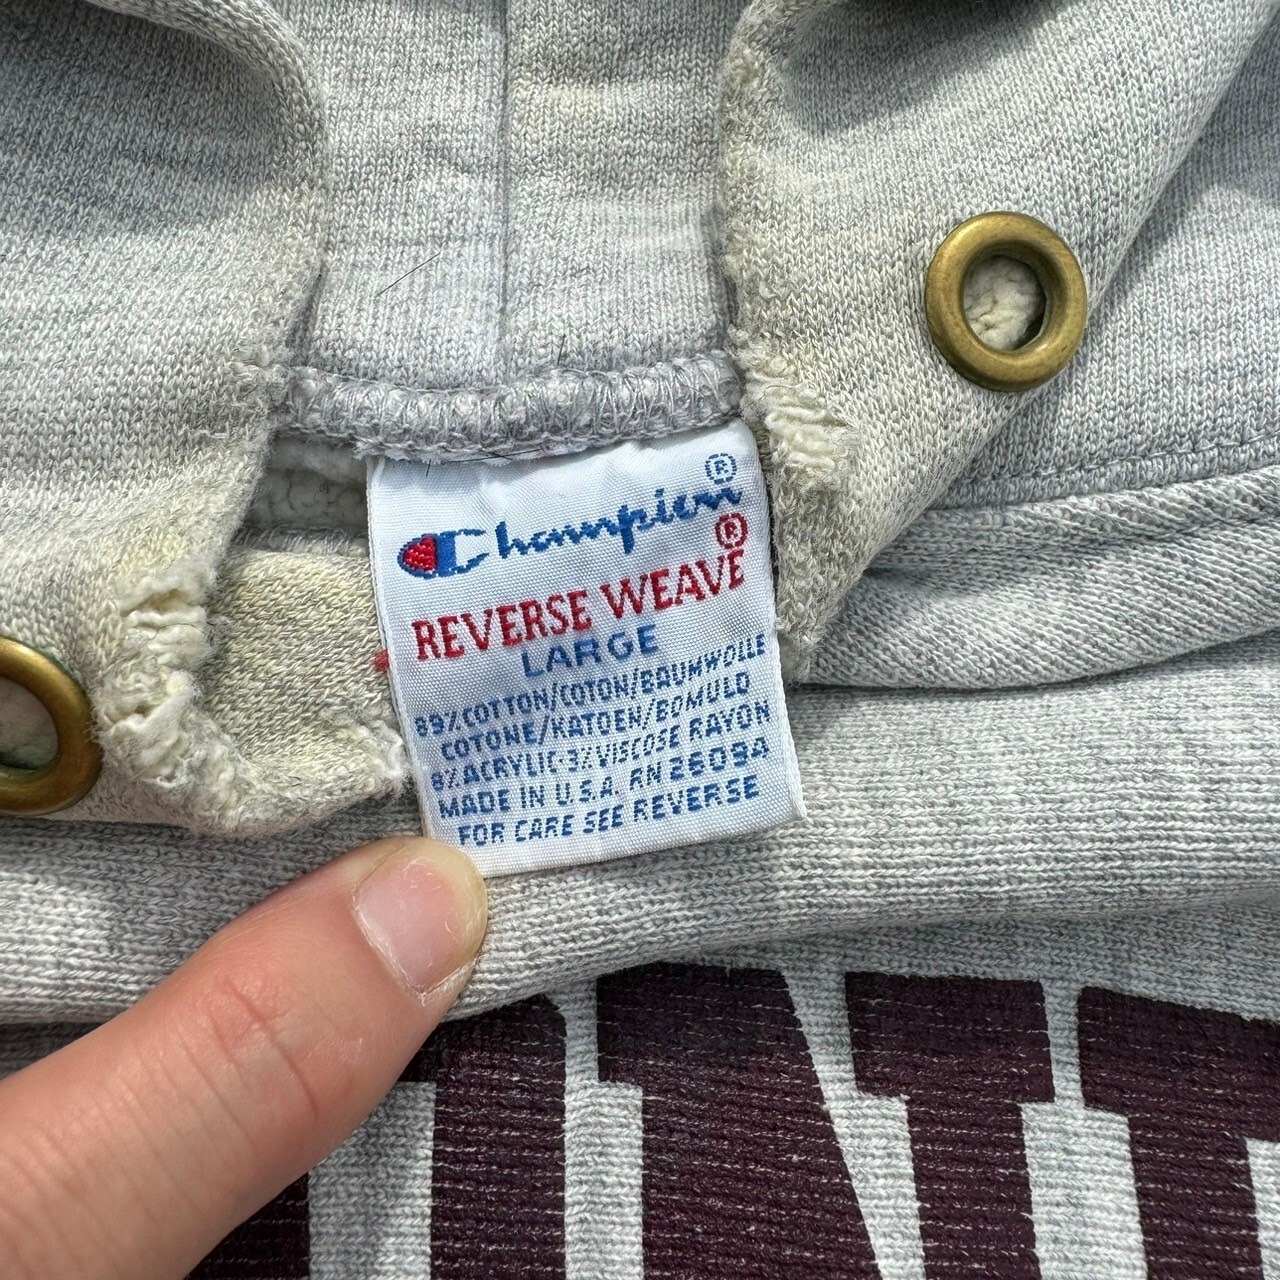 Champion®
REVERSE WEAVE®
LARGE
89% COTTON/COTON/BAUMWOLLE
COTONE/KATOEN/BOMULD
8% ACRYLIC-3% VISCOSE RAYON
MADE IN U.S.A. RN 26094
FOR CARE SEE REVERSE